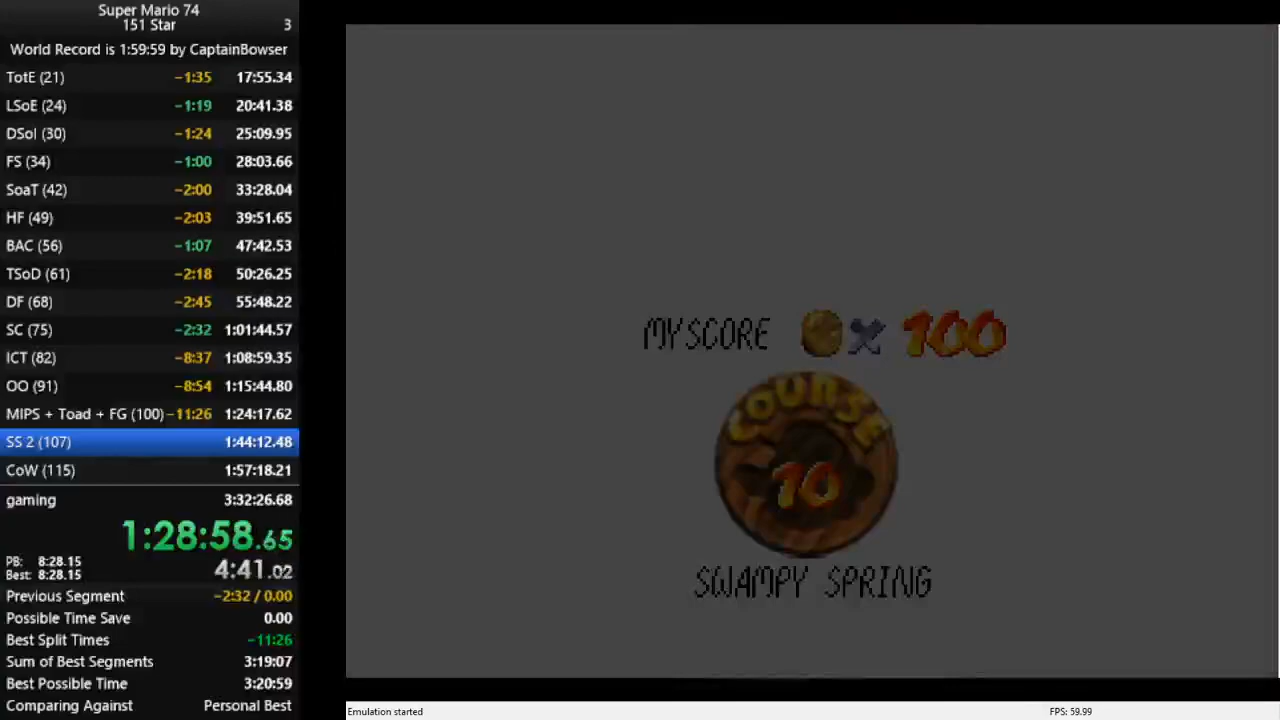 Super Mario 74
151 Star 3
World Record is 1:59:59 by CaptainBowser
TotE (21) −1:35 17:55.34
LSoE (24) −1:19 20:41.38
DSol (30) −1:24 25:09.95
FS (34) −1:00 28:03.66
SoaT (42) −2:00 33:28.04
HF (49) −2:03 39:51.65
BAC (56) −1:07 47:42.53
TSoD (61) −2:18 50:26.25
DF (68) −2:45 55:48.22
SC (75) −2:32 1:01:44.57
ICT (82) −8:37 1:08:59.35
OO (91) −8:54 1:15:44.80
MIPS + Toad + FG (100) −11:26 1:24:17.62
SS 2 (107) 1:44:12.48
CoW (115) 1:57:18.21
gaming 3:32:26.68
1:28:58.65
PB: 8:28.15
Best: 8:28.15
4:41.02
Previous Segment -2:32 / 0.00
Possible Time Save 0.00
Best Split Times −11:26
Sum of Best Segments 3:19:07
Best Possible Time 3:20:59
Comparing Against Personal Best
MY SCORE × 100
COURSE
10
SWAMPY SPRING
Emulation started FPS: 59.99